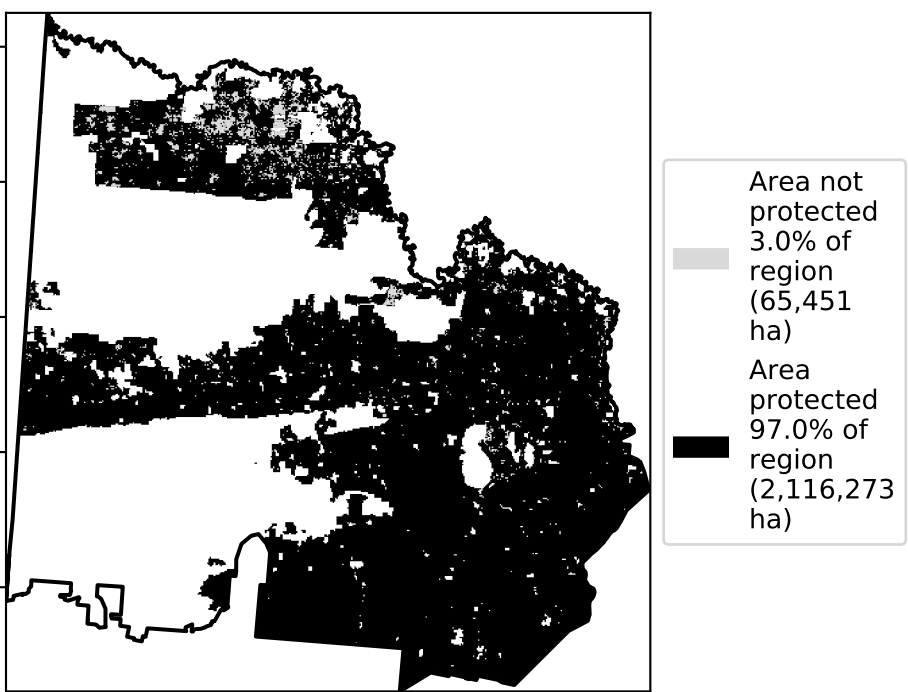 Area not
protected
3.0% of
region
(65,451
ha)
Area
protected
97.0% of
region
(2,116,273
ha)